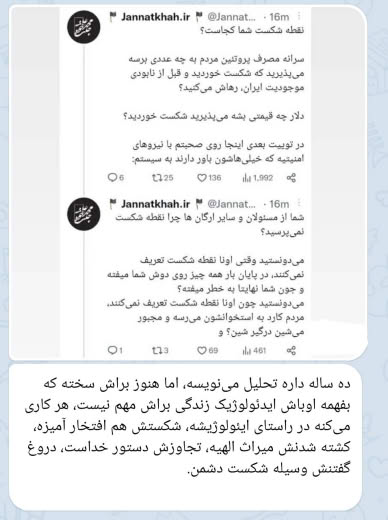 Jannatkhah.ir @Jannat... · 16m
نقطه شکست شما کجاست؟
سرانه مصرف پروتئین مردم به چه عددی برسه
می‌پذیرید که شکست خوردید و قبل از نابودی
موجودیت ایران، رهاش می‌کنید؟
دلار چه قیمتی بشه می‌پذیرید شکست خوردید؟
در توییت بعدی اینجا روی صحبتم با نیروهای
امنیتیه که خیلی‌هاشون باور دارند به سیستم:
6 25 136 1,992
Jannatkhah.ir @Jannat... · 16m
شما از مسئولان و سایر ارگان ها چرا نقطه شکست
نمی‌پرسید؟
می‌دونستید وقتی اونا نقطه شکست تعریف
نمی‌کنند، در پایان بار همه چیز روی دوش شما میفته
و جون شما نهایتا به خطر میفته؟
می‌دونستید چون اونا نقطه شکست تعریف نمی‌کنند،
مردم کارد به استخوانشون می‌رسه و مجبور
می‌شین درگیر شین؟ و
1 3 69 461
ده ساله داره تحلیل می‌نویسه، اما هنوز براش سخته که
بفهمه اوباش ایدئولوژیک زندگی براش مهم نیست، هر کاری
می‌کنه در راستای اینولوژیشه، شکستش هم افتخار آمیزه،
کشته شدنش میراث الهیه، تجاوزش دستور خداست، دروغ
گفتنش وسیله شکست دشمن.